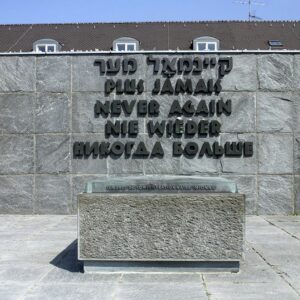 קיינמאל מער
PLUS JAMAIS
NEVER AGAIN
NIE WIEDER
НИКОГДА БОЛЬШЕ